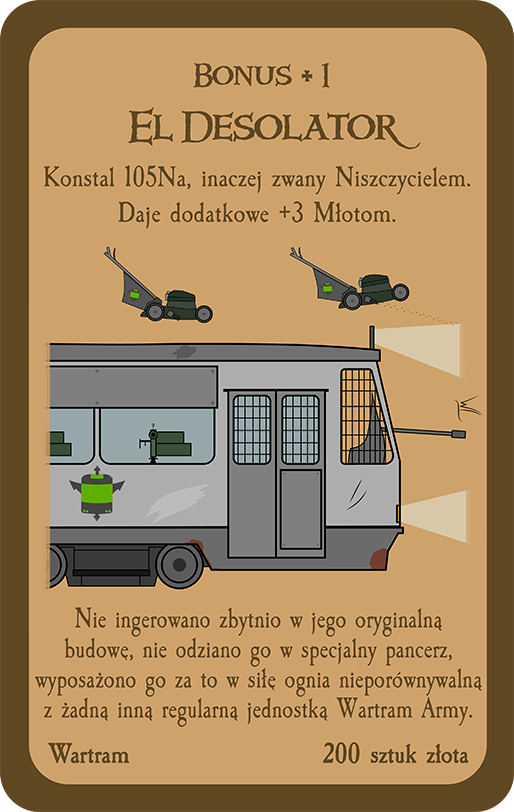 Bonus + 1
El Desolator
Konstal 105Na, inaczej zwany Niszczycielem.
Daje dodatkowe +3 Młotom.
Nie ingerowano zbytnio w jego oryginalną
budowę, nie odziano go w specjalny pancerz,
wyposażono go za to w siłę ognia nieporównywalną
z żadną inną regularną jednostką Wartram Army.
Wartram
200 sztuk złota